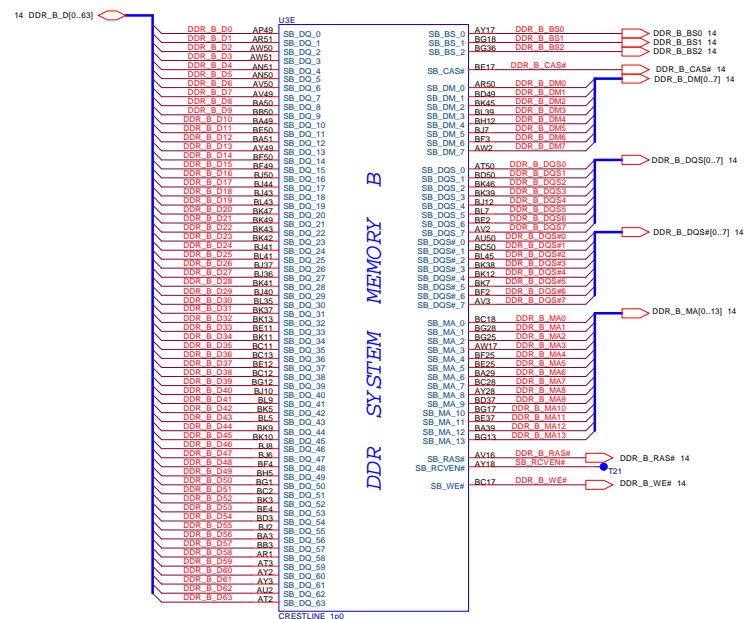 14 DDR_B_D[0..63]
U3E
DDR_B_D0 AP49 SB_DQ_0
DDR_B_D1 AR51 SB_DQ_1
DDR_B_D2 AW50 SB_DQ_2
DDR_B_D3 AW51 SB_DQ_3
DDR_B_D4 AN51 SB_DQ_4
DDR_B_D5 AN50 SB_DQ_5
DDR_B_D6 AV50 SB_DQ_6
DDR_B_D7 AV49 SB_DQ_7
DDR_B_D8 BA50 SB_DQ_8
DDR_B_D9 BB50 SB_DQ_9
DDR_B_D10 BA49 SB_DQ_10
DDR_B_D11 BE50 SB_DQ_11
DDR_B_D12 BA51 SB_DQ_12
DDR_B_D13 AY49 SB_DQ_13
DDR_B_D14 BF50 SB_DQ_14
DDR_B_D15 BF49 SB_DQ_15
DDR_B_D16 BJ50 SB_DQ_16
DDR_B_D17 BJ44 SB_DQ_17
DDR_B_D18 BJ43 SB_DQ_18
DDR_B_D19 BL43 SB_DQ_19
DDR_B_D20 BK47 SB_DQ_20
DDR_B_D21 BK49 SB_DQ_21
DDR_B_D22 BK43 SB_DQ_22
DDR_B_D23 BK42 SB_DQ_23
DDR_B_D24 BJ41 SB_DQ_24
DDR_B_D25 BL41 SB_DQ_25
DDR_B_D26 BJ37 SB_DQ_26
DDR_B_D27 BJ36 SB_DQ_27
DDR_B_D28 BK41 SB_DQ_28
DDR_B_D29 BJ40 SB_DQ_29
DDR_B_D30 BL35 SB_DQ_30
DDR_B_D31 BK37 SB_DQ_31
DDR_B_D32 BK13 SB_DQ_32
DDR_B_D33 BE11 SB_DQ_33
DDR_B_D34 BK11 SB_DQ_34
DDR_B_D35 BC11 SB_DQ_35
DDR_B_D36 BC13 SB_DQ_36
DDR_B_D37 BE12 SB_DQ_37
DDR_B_D38 BC12 SB_DQ_38
DDR_B_D39 BG12 SB_DQ_39
DDR_B_D40 BJ10 SB_DQ_40
DDR_B_D41 BL9 SB_DQ_41
DDR_B_D42 BK5 SB_DQ_42
DDR_B_D43 BL5 SB_DQ_43
DDR_B_D44 BK9 SB_DQ_44
DDR_B_D45 BK10 SB_DQ_45
DDR_B_D46 BJ8 SB_DQ_46
DDR_B_D47 BJ6 SB_DQ_47
DDR_B_D48 BF4 SB_DQ_48
DDR_B_D49 BH5 SB_DQ_49
DDR_B_D50 BG1 SB_DQ_50
DDR_B_D51 BC2 SB_DQ_51
DDR_B_D52 BK3 SB_DQ_52
DDR_B_D53 BE4 SB_DQ_53
DDR_B_D54 BD3 SB_DQ_54
DDR_B_D55 BJ2 SB_DQ_55
DDR_B_D56 BA3 SB_DQ_56
DDR_B_D57 BB3 SB_DQ_57
DDR_B_D58 AR1 SB_DQ_58
DDR_B_D59 AT3 SB_DQ_59
DDR_B_D60 AY2 SB_DQ_60
DDR_B_D61 AY3 SB_DQ_61
DDR_B_D62 AU2 SB_DQ_62
DDR_B_D63 AT2 SB_DQ_63
DDR SYSTEM MEMORY B
SB_BS_0 AY17 DDR_B_BS0 DDR_B_BS0 14
SB_BS_1 BG18 DDR_B_BS1 DDR_B_BS1 14
SB_BS_2 BG36 DDR_B_BS2 DDR_B_BS2 14
SB_CAS# BE17 DDR_B_CAS# DDR_B_CAS# 14
DDR_B_DM[0..7] 14
SB_DM_0 AR50 DDR_B_DM0
SB_DM_1 BD49 DDR_B_DM1
SB_DM_2 BK45 DDR_B_DM2
SB_DM_3 BL39 DDR_B_DM3
SB_DM_4 BH12 DDR_B_DM4
SB_DM_5 BJ7 DDR_B_DM5
SB_DM_6 BF3 DDR_B_DM6
SB_DM_7 AW2 DDR_B_DM7
DDR_B_DQS[0..7] 14
SB_DQS_0 AT50 DDR_B_DQS0
SB_DQS_1 BD50 DDR_B_DQS1
SB_DQS_2 BK46 DDR_B_DQS2
SB_DQS_3 BK39 DDR_B_DQS3
SB_DQS_4 BJ12 DDR_B_DQS4
SB_DQS_5 BL7 DDR_B_DQS5
SB_DQS_6 BE2 DDR_B_DQS6
SB_DQS_7 AV2 DDR_B_DQS7
DDR_B_DQS#[0..7] 14
SB_DQS#_0 AU50 DDR_B_DQS#0
SB_DQS#_1 BC50 DDR_B_DQS#1
SB_DQS#_2 BL45 DDR_B_DQS#2
SB_DQS#_3 BK38 DDR_B_DQS#3
SB_DQS#_4 BK12 DDR_B_DQS#4
SB_DQS#_5 BK7 DDR_B_DQS#5
SB_DQS#_6 BF2 DDR_B_DQS#6
SB_DQS#_7 AV3 DDR_B_DQS#7
DDR_B_MA[0..13] 14
SB_MA_0 BC18 DDR_B_MA0
SB_MA_1 BG28 DDR_B_MA1
SB_MA_2 BG25 DDR_B_MA2
SB_MA_3 AW17 DDR_B_MA3
SB_MA_4 BF25 DDR_B_MA4
SB_MA_5 BE25 DDR_B_MA5
SB_MA_6 BA29 DDR_B_MA6
SB_MA_7 BC28 DDR_B_MA7
SB_MA_8 AY28 DDR_B_MA8
SB_MA_9 BD37 DDR_B_MA9
SB_MA_10 BG17 DDR_B_MA10
SB_MA_11 BE37 DDR_B_MA11
SB_MA_12 BA39 DDR_B_MA12
SB_MA_13 BG13 DDR_B_MA13
SB_RAS# AV16 DDR_B_RAS# DDR_B_RAS# 14
SB_RCVEN# AY18 SB_RCVEN# T21
SB_WE# BC17 DDR_B_WE# DDR_B_WE# 14
CRESTLINE_1p0